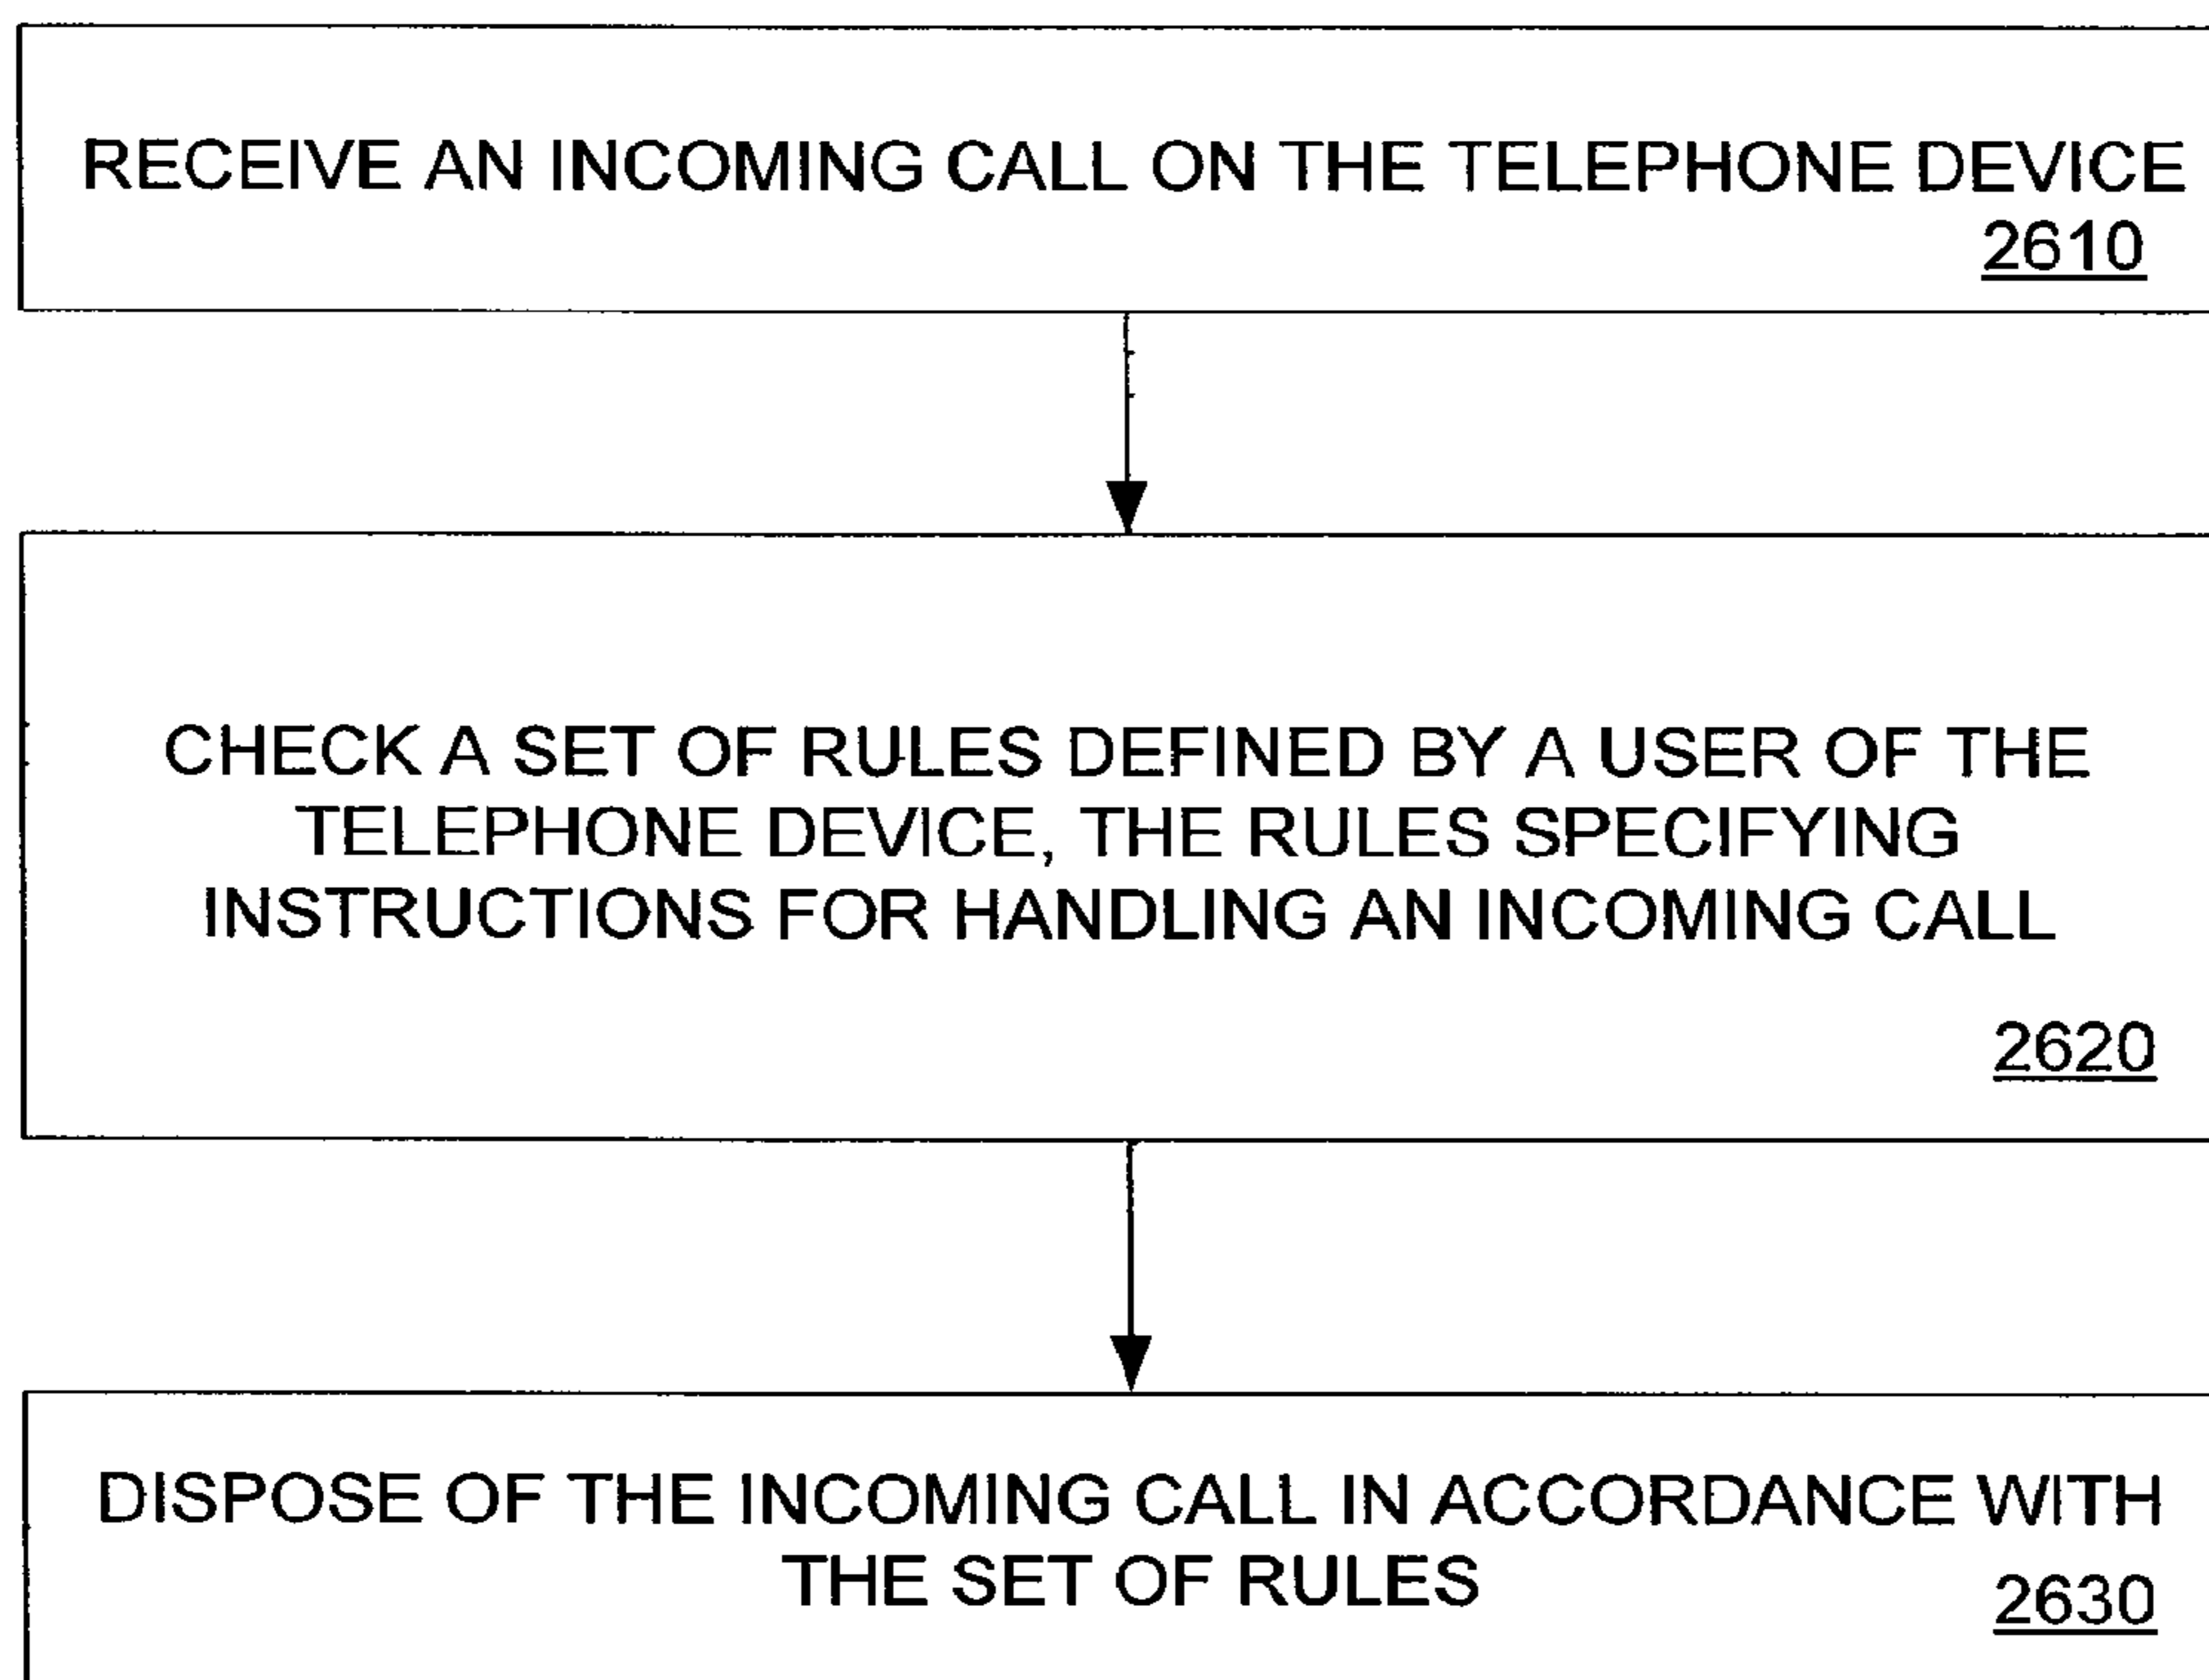 RECEIVE AN INCOMING CALL ON THE TELEPHONE DEVICE
2610
CHECK A SET OF RULES DEFINED BY A USER OF THE
TELEPHONE DEVICE, THE RULES SPECIFYING
INSTRUCTIONS FOR HANDLING AN INCOMING CALL
2620
DISPOSE OF THE INCOMING CALL IN ACCORDANCE WITH
THE SET OF RULES
2630